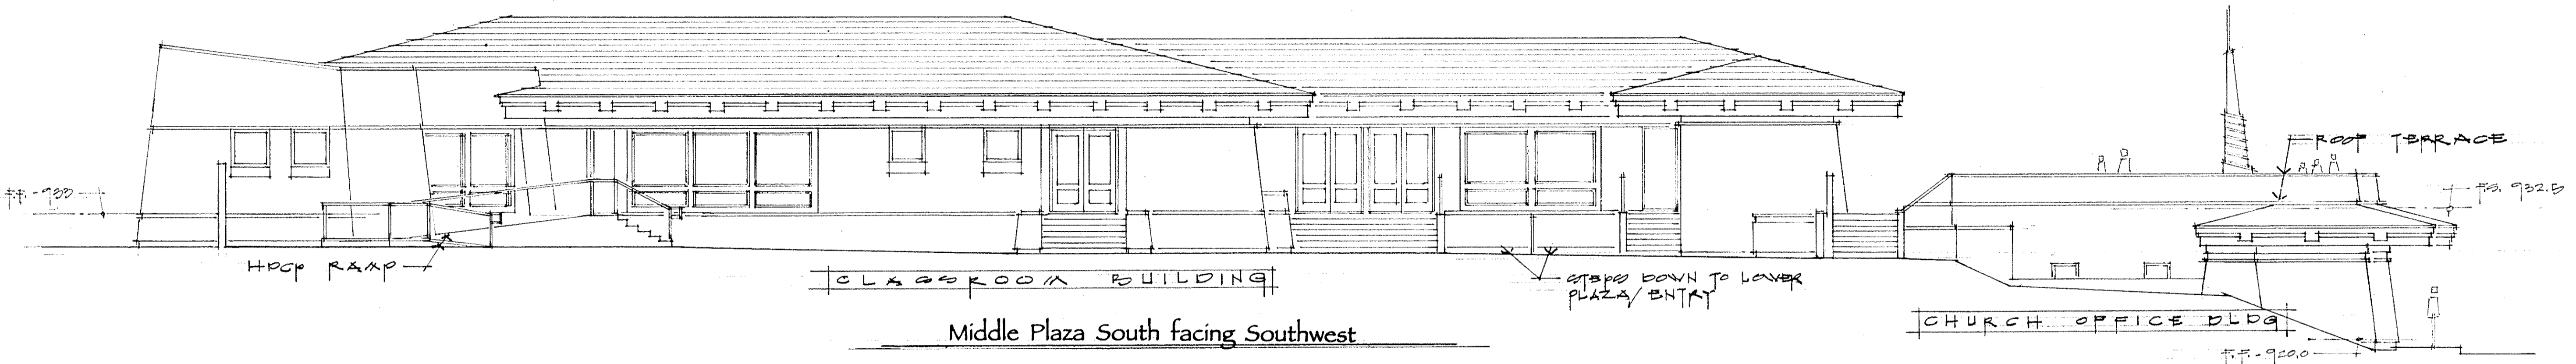 ROOF TERRACE
F.F. - 933
F.S. 932.5
HDCP RAMP
CLASSROOM BUILDING
STEPS DOWN TO LOWER
PLAZA/ENTRY
CHURCH OFFICE BLDG
Middle Plaza South facing Southwest
F.F. - 920.0